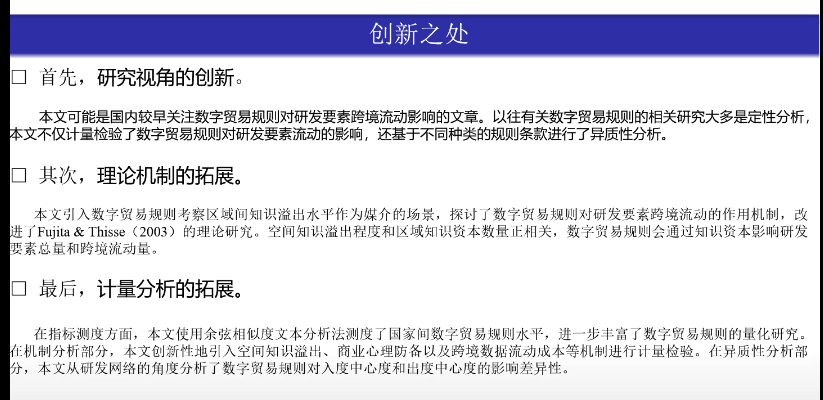 创新之处
□ 首先，研究视角的创新。
本文可能是国内较早关注数字贸易规则对研发要素跨境流动影响的文章。以往有关数字贸易规则的相关研究大多是定性分析，
本文不仅计量检验了数字贸易规则对研发要素流动的影响，还基于不同种类的规则条款进行了异质性分析。
□ 其次，理论机制的拓展。
本文引入数字贸易规则考察区域间知识溢出水平作为媒介的场景，探讨了数字贸易规则对研发要素跨境流动的作用机制，改
进了Fujita & Thisse（2003）的理论研究。空间知识溢出程度和区域知识资本数量正相关，数字贸易规则会通过知识资本影响研发
要素总量和跨境流动量。
□ 最后，计量分析的拓展。
在指标测度方面，本文使用余弦相似度文本分析法测度了国家间数字贸易规则水平，进一步丰富了数字贸易规则的量化研究。
在机制分析部分，本文创新性地引入空间知识溢出、商业心理防备以及跨境数据流动成本等机制进行计量检验。在异质性分析部
分，本文从研发网络的角度分析了数字贸易规则对入度中心度和出度中心度的影响差异性。